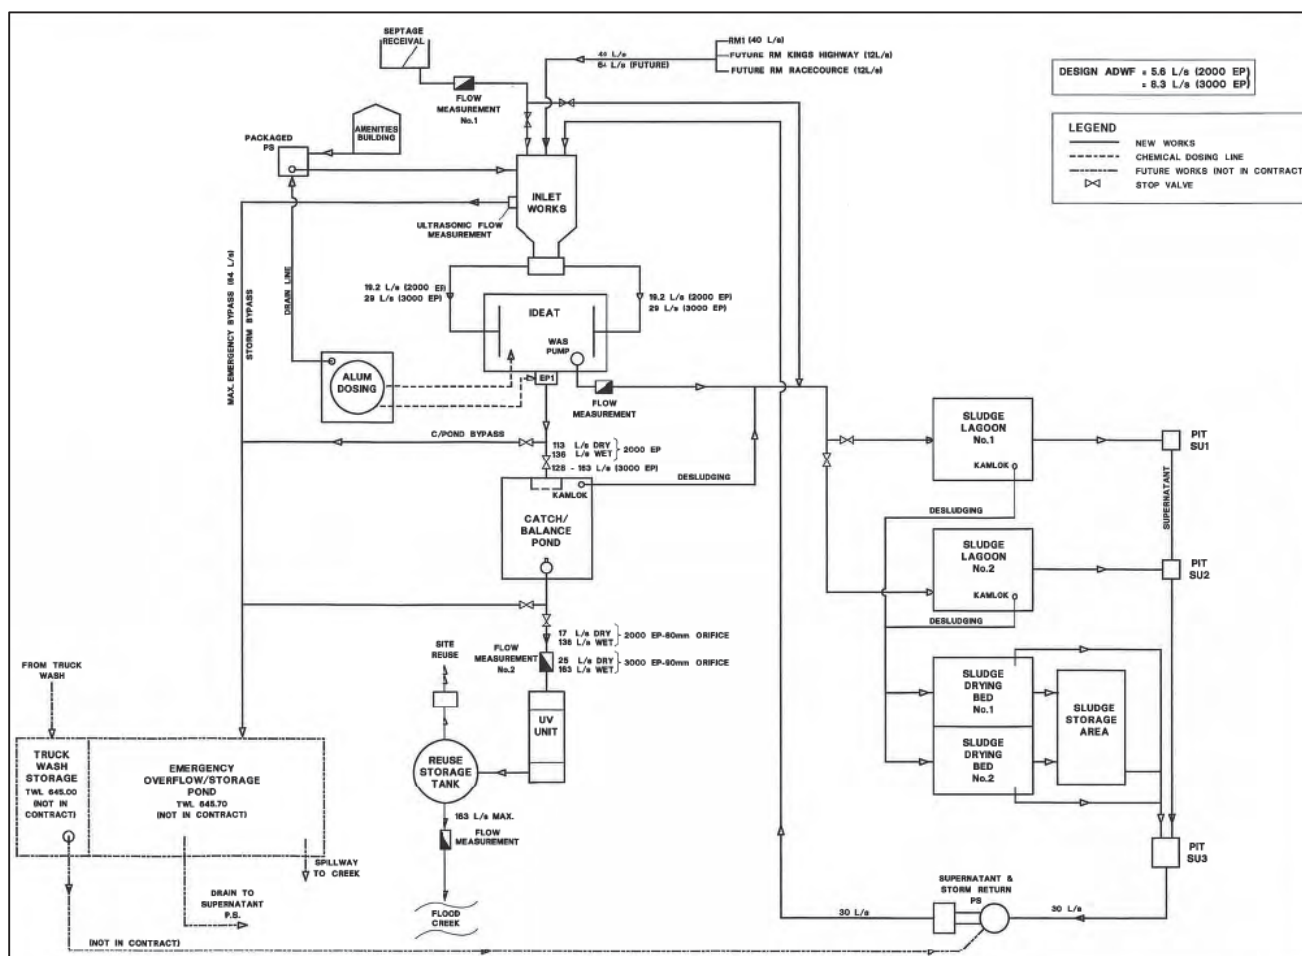 SEPTAGE
RECEIVAL
RM1 (40 L/s)
FUTURE RM KINGS HIGHWAY (12L/s)
FUTURE RM RACECOURCE (12L/s)
L/s
64 L/s (FUTURE)
DESIGN ADWF = 5.6 L/s (2000 EP)
= 8.3 L/s (3000 EP)
FLOW
MEASUREMENT
No.1
LEGEND
NEW WORKS
CHEMICAL DOSING LINE
FUTURE WORKS (NOT IN CONTRACT
STOP VALVE
AMENITIES
BUILDING
PACKAGED
PS
INLET
WORKS
ULTRASONIC FLOW
MEASUREMENT
MAX. EMERGENCY BYPASS (64 L/s)
STORM BYPASS
DRAIN LINE
19.2 L/s (2000 EP)
29 L/s (3000 EP)
19.2 L/s (2000 EP)
29 L/s (3000 EP)
IDEAT
WAS
PUMP
ALUM
DOSING
EP1
FLOW
MEASUREMENT
C/POND BYPASS
113 L/s DRY
136 L/s WET
2000 EP
128 - 163 L/s (3000 EP)
KAMLOK
DESLUDGING
CATCH/
BALANCE
POND
SLUDGE
LAGOON
No.1
KAMLOK
PIT
SU1
DESLUDGING
SUPERNATANT
SLUDGE
LAGOON
No.2
KAMLOK
PIT
SU2
DESLUDGING
17 L/s DRY
136 L/s WET
2000 EP-80mm ORIFICE
FLOW
MEASUREMENT
No.2
25 L/s DRY
163 L/s WET
3000 EP-90mm ORIFICE
SITE
REUSE
UV
UNIT
REUSE
STORAGE
TANK
163 L/s MAX.
FLOW
MEASUREMENT
FLOOD
CREEK
SLUDGE
DRYING
BED
No.1
SLUDGE
DRYING
BED
No.2
SLUDGE
STORAGE
AREA
PIT
SU3
FROM TRUCK
WASH
TRUCK
WASH
STORAGE
TWL 645.00
(NOT IN
CONTRACT)
EMERGENCY
OVERFLOW/STORAGE
POND
TWL 645.70
(NOT IN CONTRACT)
SPILLWAY
TO CREEK
DRAIN TO
SUPERNATANT
P.S.
SUPERNATANT &
STORM RETURN
PS
30 L/s
30 L/s
(NOT IN CONTRACT)